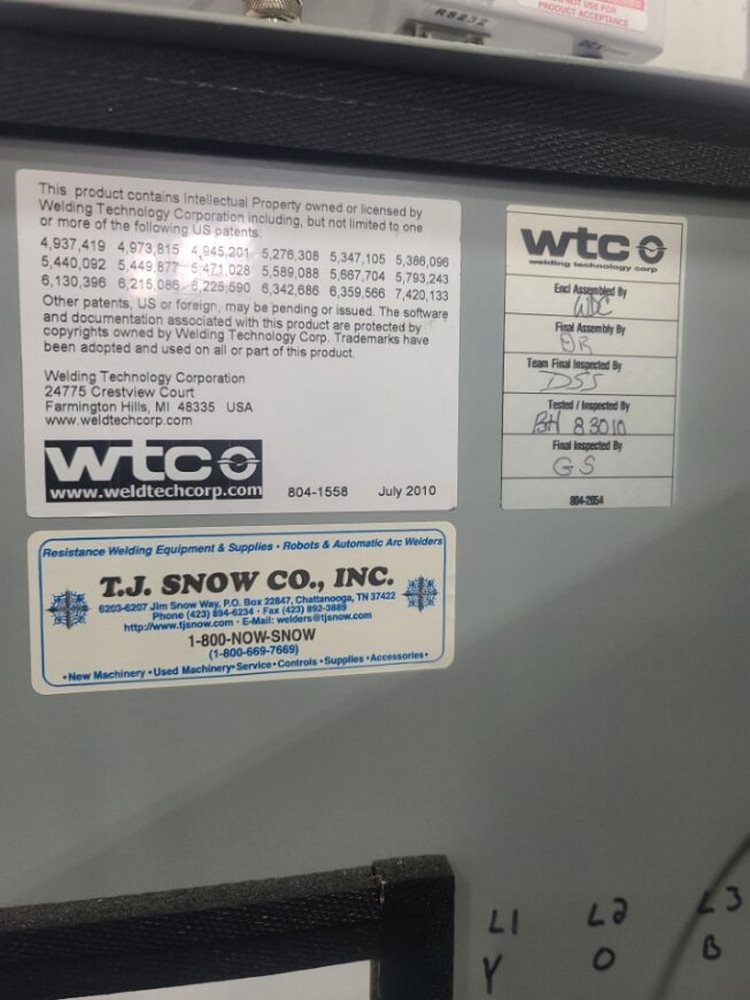 RS232
NOT USE FOR
PRODUCT ACCEPTANCE
This product contains Intellectual Property owned or licensed by
Welding Technology Corporation including, but not limited to one
or more of the following US patents:
4,937,419 4,973,815 4,945,201 5,276,308 5,347,105 5,386,096
5,440,092 5,449,877 5,471,028 5,589,088 5,667,704 5,793,243
6,130,396 6,215,086 6,225,590 6,342,686 6,359,566 7,420,133
Other patents, US or foreign, may be pending or issued. The software
and documentation associated with this product are protected by
copyrights owned by Welding Technology Corp. Trademarks have
been adopted and used on all or part of this product.
Welding Technology Corporation
24775 Crestview Court
Farmington Hills, MI 48335 USA
www.weldtechcorp.com
wtc
www.weldtechcorp.com
804-1558 July 2010
wtc
welding technology corp
Encl Assembled By
WDC
Final Assembly By
DR
Team Final Inspected By
DSS
Tested / Inspected By
BH 83010
Final Inspected By
GS
804-2054
Resistance Welding Equipment & Supplies • Robots & Automatic Arc Welders
T.J. SNOW CO., INC.
6203-6207 Jim Snow Way, P.O. Box 22847, Chattanooga, TN 37422
Phone (423) 894-6234 • Fax (423) 892-3889
http://www.tjsnow.com • E-Mail: welders@tjsnow.com
1-800-NOW-SNOW
(1-800-669-7669)
• New Machinery • Used Machinery • Service • Controls • Supplies • Accessories •
L1 L2 L3
Y O B